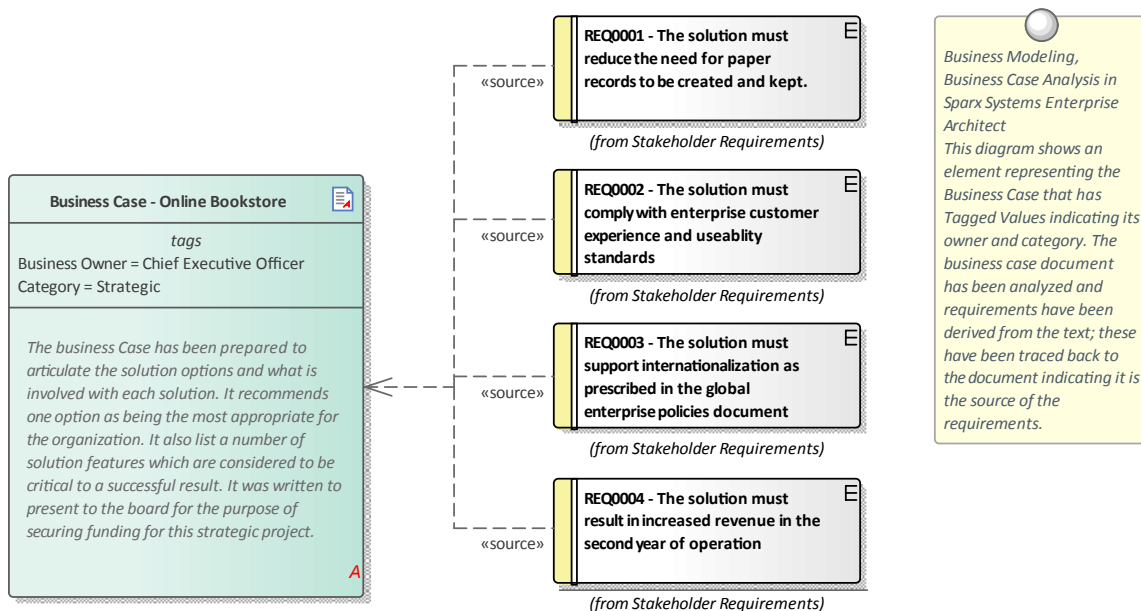 Business Case - Online Bookstore
tags
Business Owner = Chief Executive Officer
Category = Strategic
The business Case has been prepared to
articulate the solution options and what is
involved with each solution. It recommends
one option as being the most appropriate for
the organization. It also list a number of
solution features which are considered to be
critical to a successful result. It was written to
present to the board for the purpose of
securing funding for this strategic project.
A
«source»
REQ0001 - The solution must
reduce the need for paper
records to be created and kept.
E
(from Stakeholder Requirements)
«source»
REQ0002 - The solution must
comply with enterprise customer
experience and useablity
standards
E
(from Stakeholder Requirements)
«source»
REQ0003 - The solution must
support internationalization as
prescribed in the global
enterprise policies document
E
(from Stakeholder Requirements)
«source»
REQ0004 - The solution must
result in increased revenue in the
second year of operation
E
(from Stakeholder Requirements)
Business Modeling,
Business Case Analysis in
Sparx Systems Enterprise
Architect
This diagram shows an
element representing the
Business Case that has
Tagged Values indicating its
owner and category. The
business case document
has been analyzed and
requirements have been
derived from the text; these
have been traced back to
the document indicating it is
the source of the
requirements.